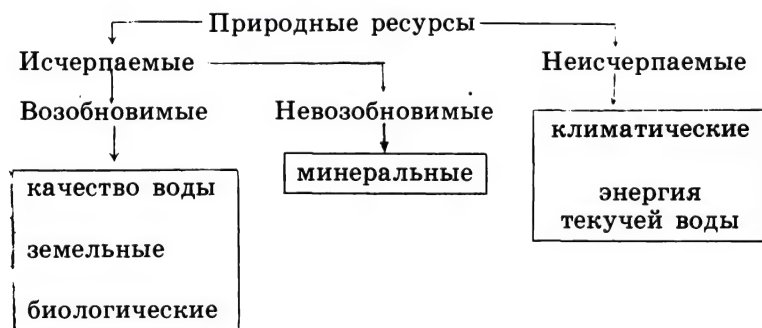 Природные ресурсы
Исчерпаемые
Неисчерпаемые
Возобновимые
Невозобновимые
климатические
минеральные
энергия
текучей воды
качество воды
земельные
биологические